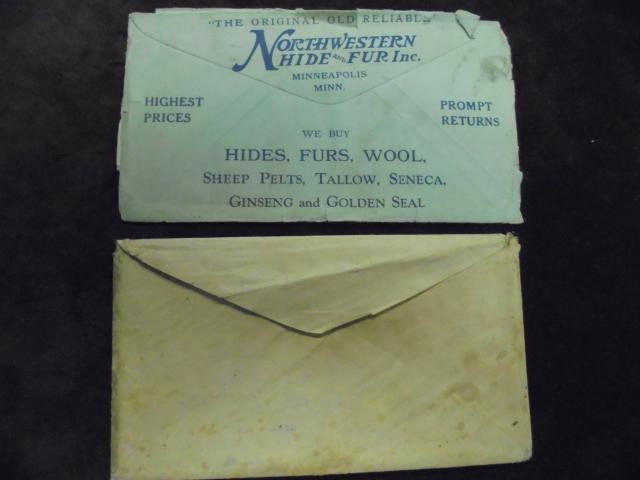 "THE ORIGINAL OLD RELIABLE
NORTHWESTERN
HIDE AND FUR, Inc.
MINNEAPOLIS
MINN.
HIGHEST
PRICES
PROMPT
RETURNS
WE BUY
HIDES, FURS, WOOL,
SHEEP PELTS, TALLOW, SENECA,
GINSENG and GOLDEN SEAL